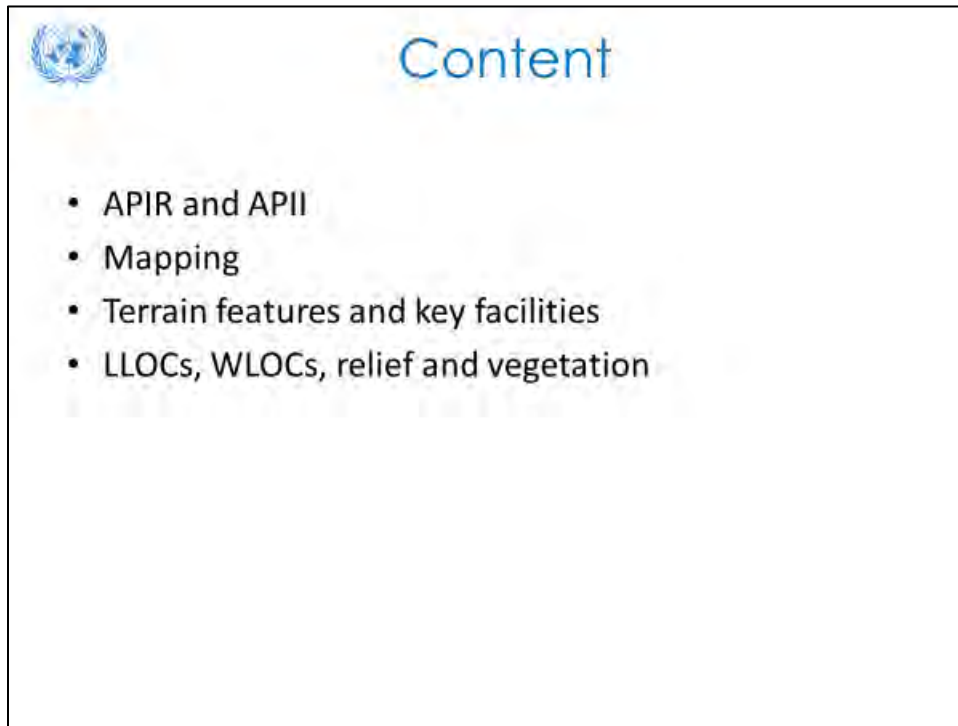 Content
• APIR and APII
• Mapping
• Terrain features and key facilities
• LLOCs, WLOCs, relief and vegetation